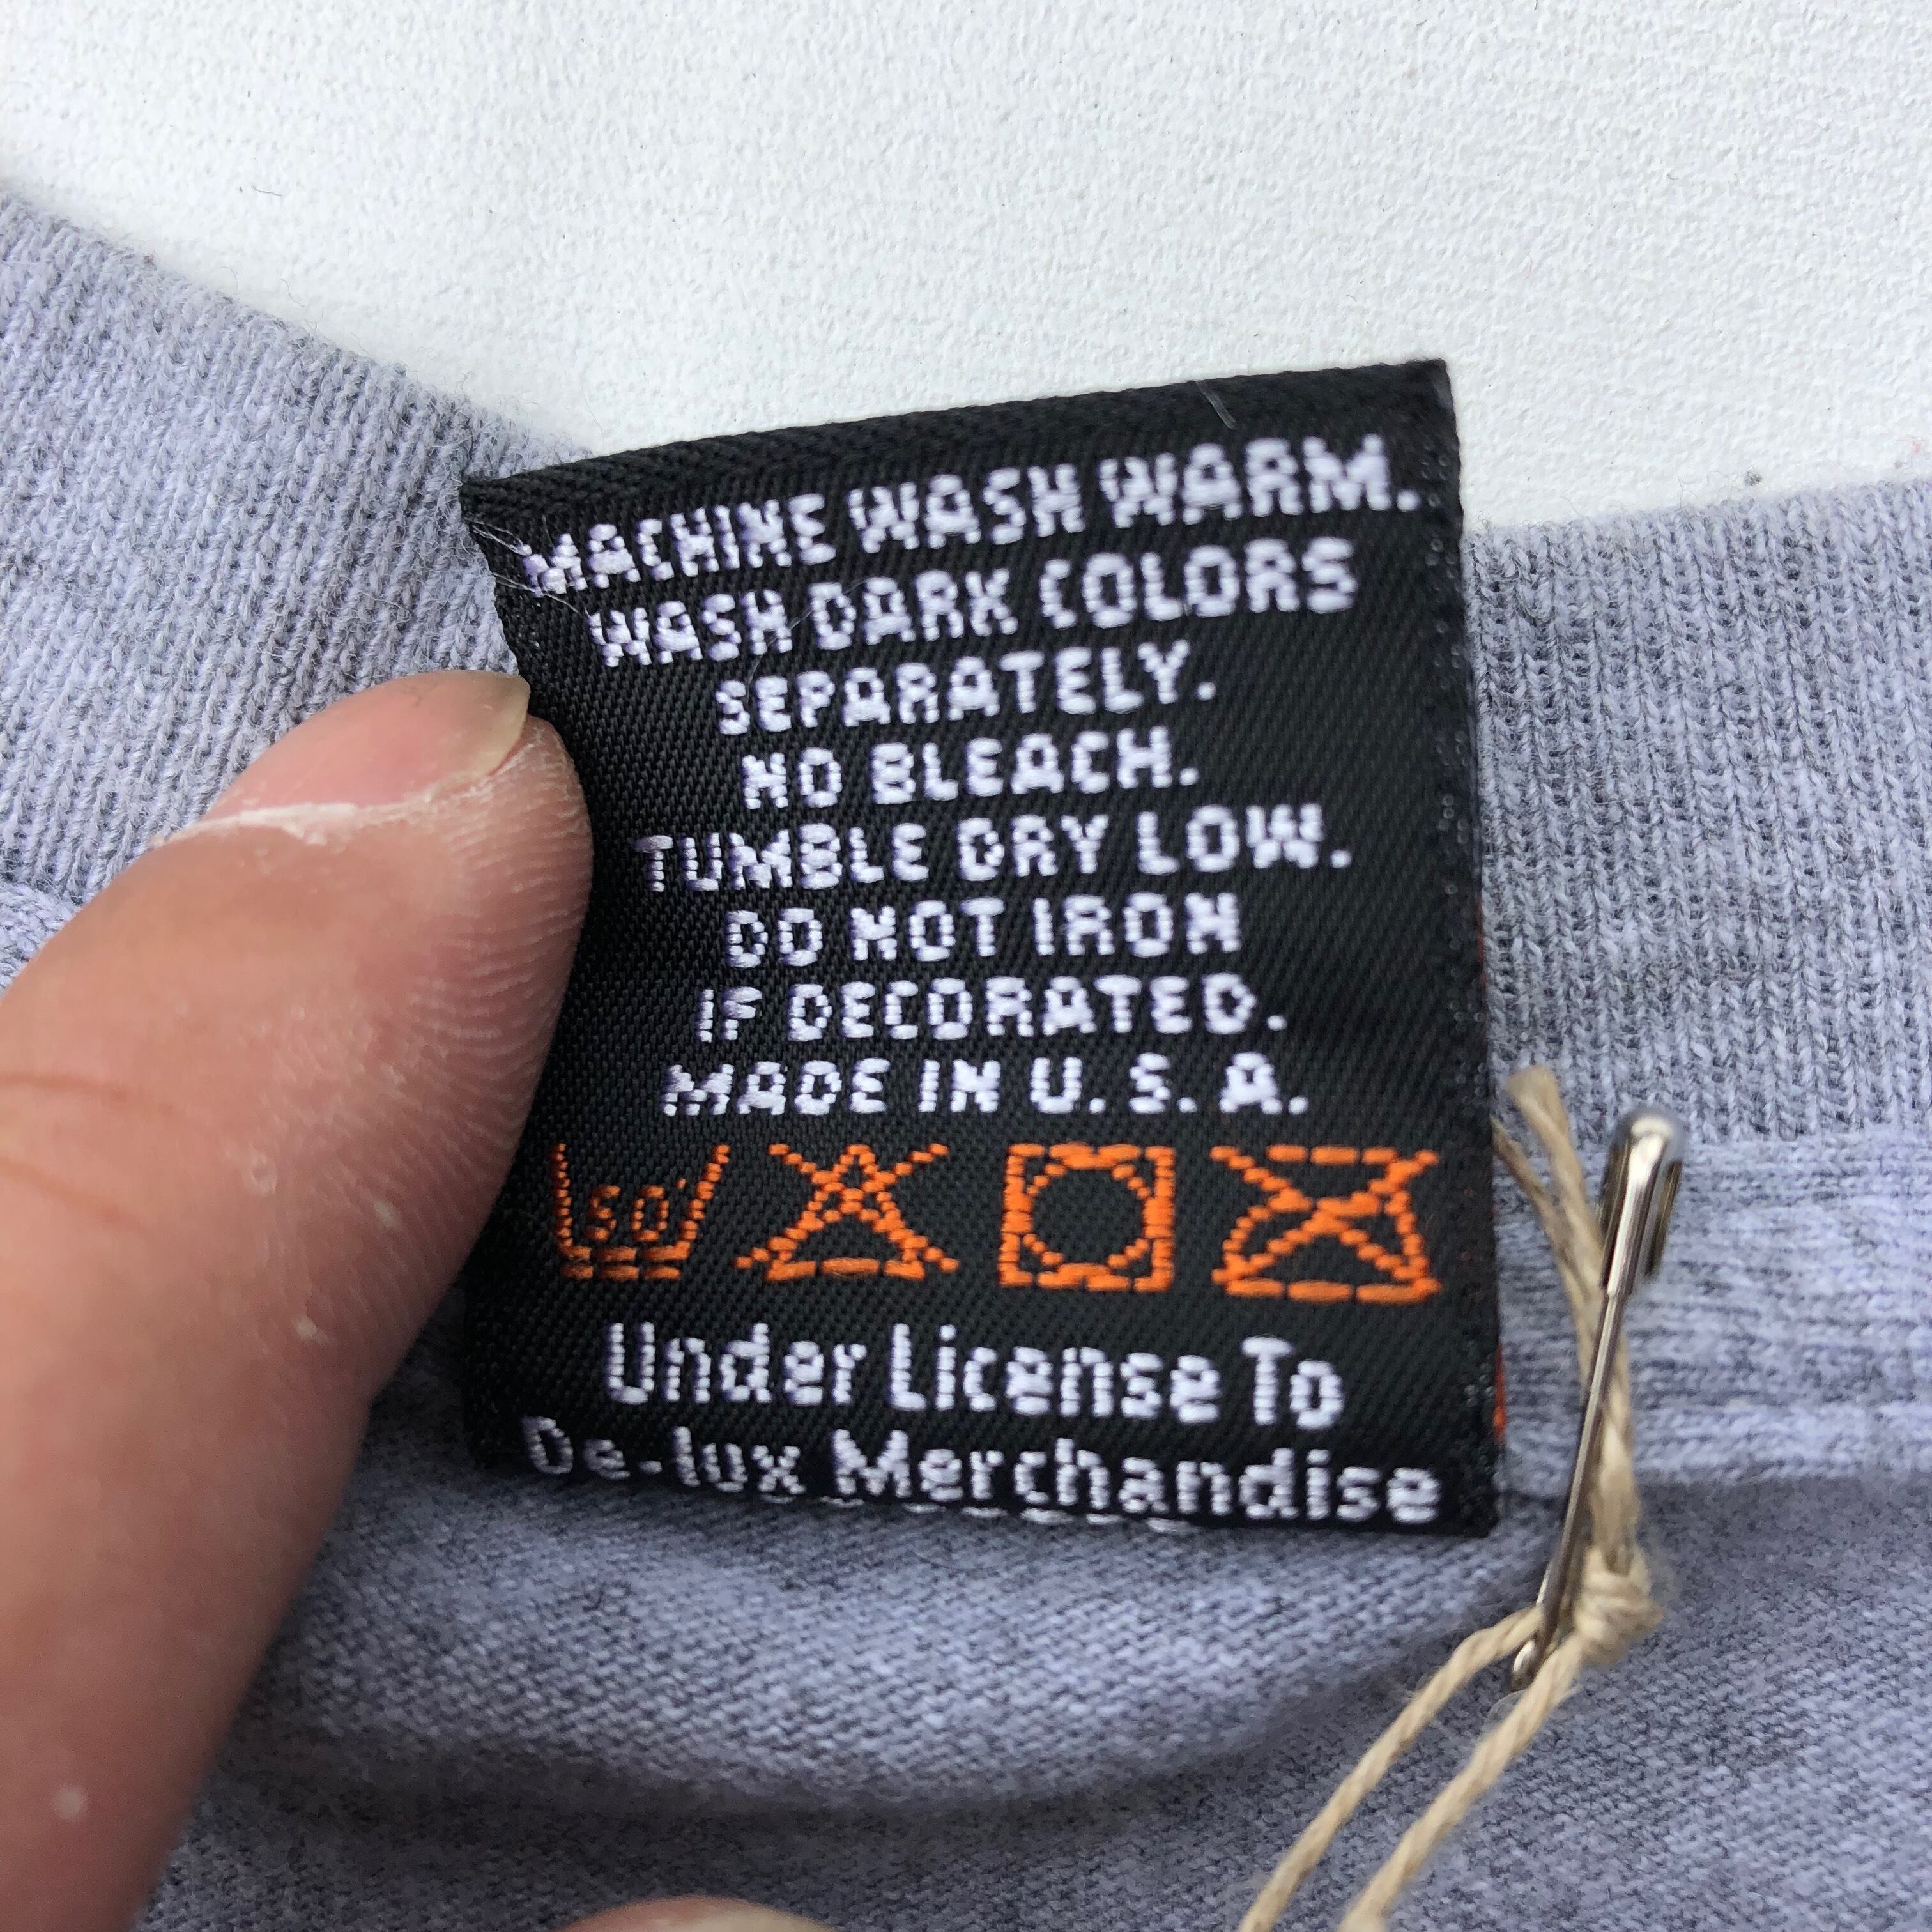 MACHINE WASH WARM.
WASH DARK COLORS
SEPARATELY.
NO BLEACH.
TUMBLE DRY LOW.
DO NOT IRON
IF DECORATED.
MADE IN U.S.A.
50°
Under License To
De-lux Merchandise